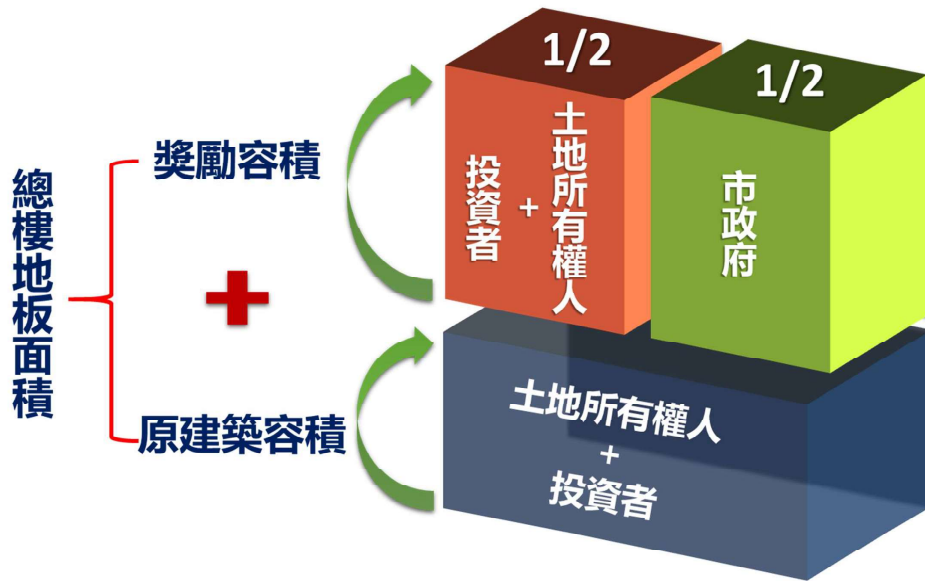 總樓地板面積
獎勵容積
+
原建築容積
1/2
土地所有權人
+
投資者
1/2
市政府
土地所有權人
+
投資者